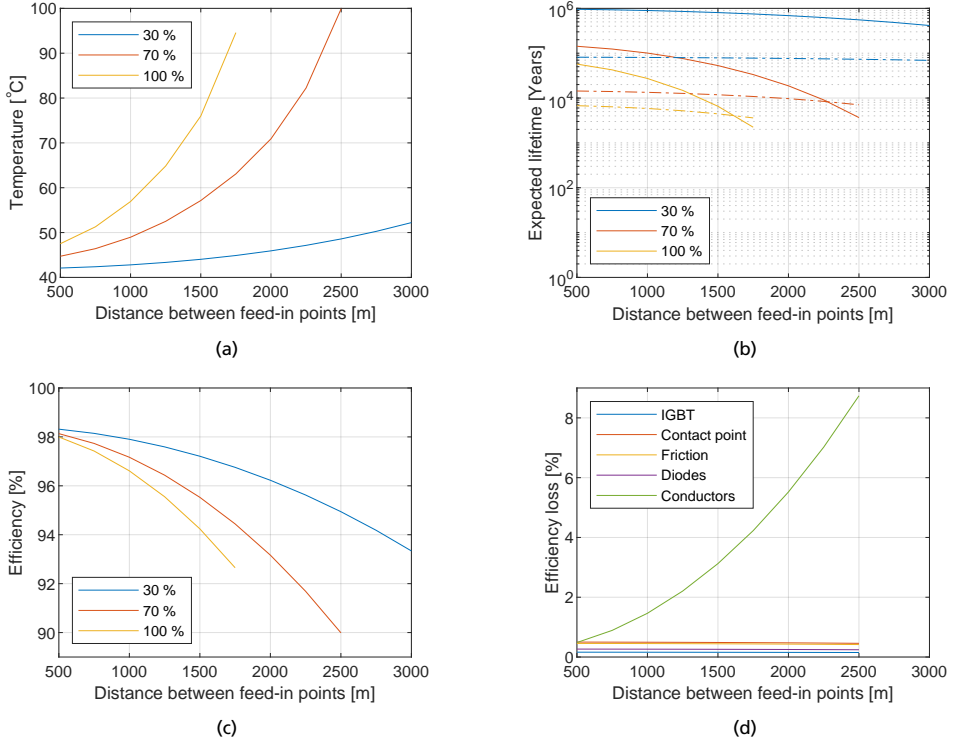 100
90
80
70
60
50
40
Temperature [°C]
30 %
70 %
100 %
500 1000 1500 2000 2500 3000
Distance between feed-in points [m]
(a)
10^6
10^4
10^2
10^0
Expected lifetime [Years]
30 %
70 %
100 %
500 1000 1500 2000 2500 3000
Distance between feed-in points [m]
(b)
100
98
96
94
92
90
Efficiency [%]
30 %
70 %
100 %
500 1000 1500 2000 2500 3000
Distance between feed-in points [m]
(c)
8
6
4
2
0
Efficiency loss [%]
IGBT
Contact point
Friction
Diodes
Conductors
500 1000 1500 2000 2500 3000
Distance between feed-in points [m]
(d)